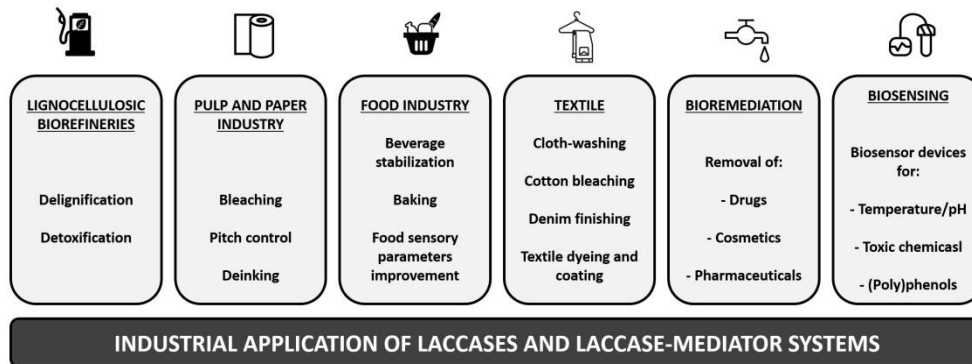 LIGNOCELLULOSIC
BIOREFINERIES
Delignification
Detoxification
PULP AND PAPER
INDUSTRY
Bleaching
Pitch control
Deinking
FOOD INDUSTRY
Beverage
stabilization
Baking
Food sensory
parameters
improvement
TEXTILE
Cloth-washing
Cotton bleaching
Denim finishing
Textile dyeing and
coating
BIOREMEDIATION
Removal of:
- Drugs
- Cosmetics
- Pharmaceuticals
BIOSENSING
Biosensor devices
for:
- Temperature/pH
- Toxic chemicasl
- (Poly)phenols
INDUSTRIAL APPLICATION OF LACCASES AND LACCASE-MEDIATOR SYSTEMS